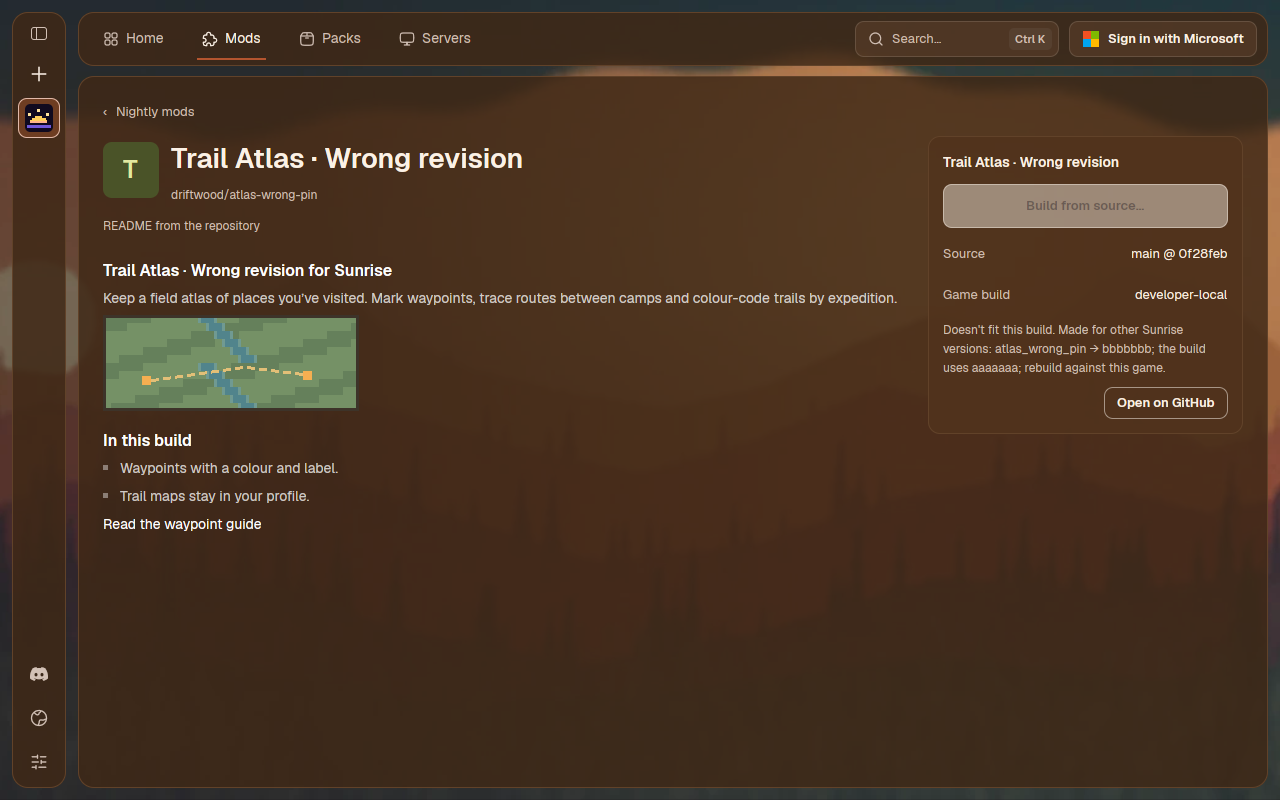 Home
Mods
Packs
Servers
Search...
Ctrl K
Sign in with Microsoft
‹ Nightly mods
T
Trail Atlas · Wrong revision
driftwood/atlas-wrong-pin
README from the repository
Trail Atlas · Wrong revision for Sunrise
Keep a field atlas of places you've visited. Mark waypoints, trace routes between camps and colour-code trails by expedition.
In this build
Waypoints with a colour and label.
Trail maps stay in your profile.
Read the waypoint guide
Trail Atlas · Wrong revision
Build from source...
Source
main @ 0f28feb
Game build
developer-local
Doesn't fit this build. Made for other Sunrise
versions: atlas_wrong_pin → bbbbbbb; the build
uses aaaaaaa; rebuild against this game.
Open on GitHub